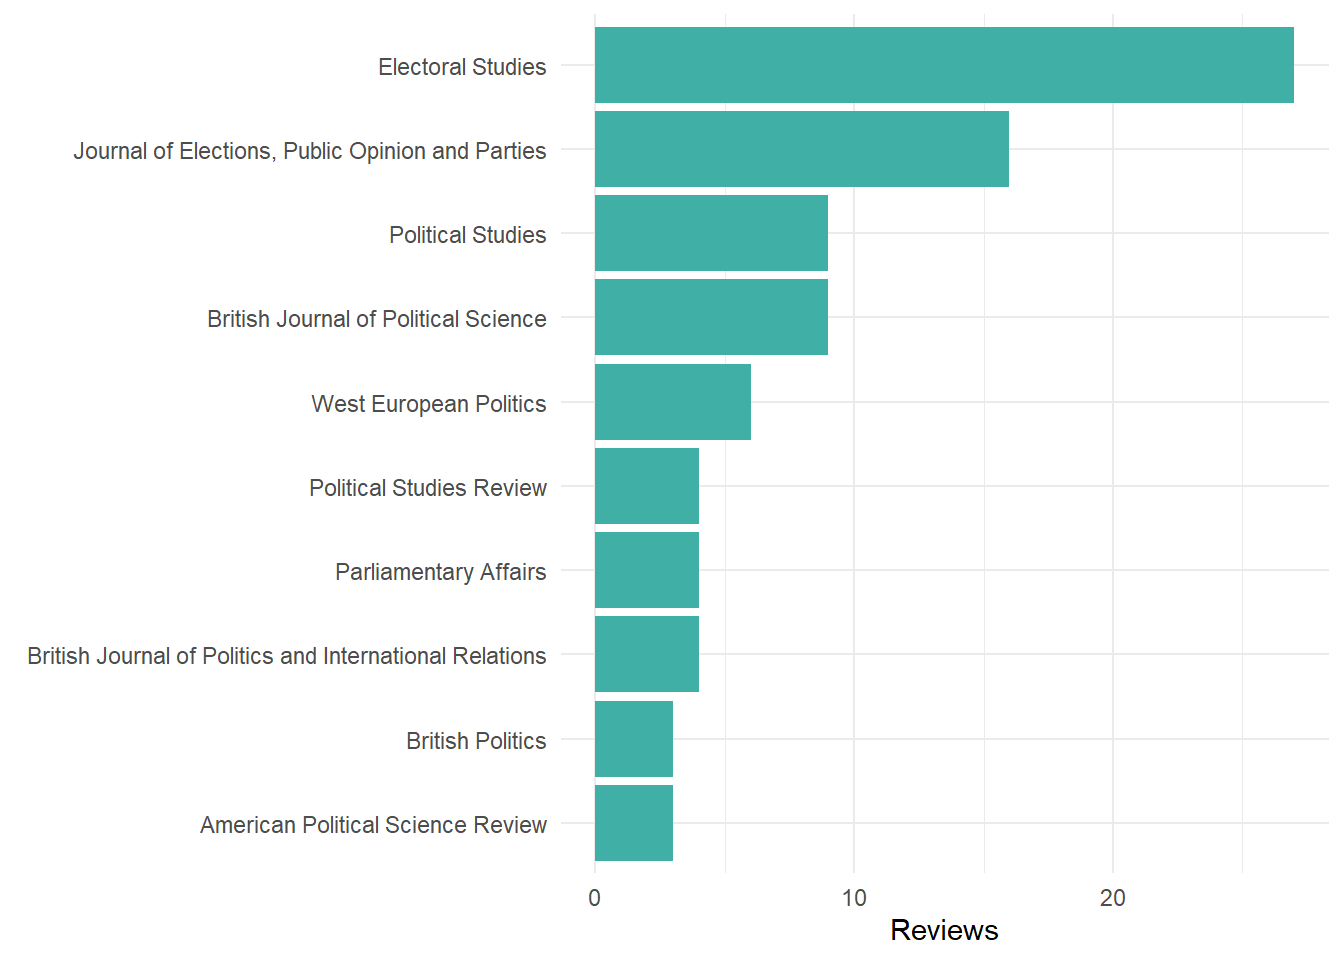 Electoral Studies
Journal of Elections, Public Opinion and Parties
Political Studies
British Journal of Political Science
West European Politics
Political Studies Review
Parliamentary Affairs
British Journal of Politics and International Relations
British Politics
American Political Science Review
0 10 20
Reviews